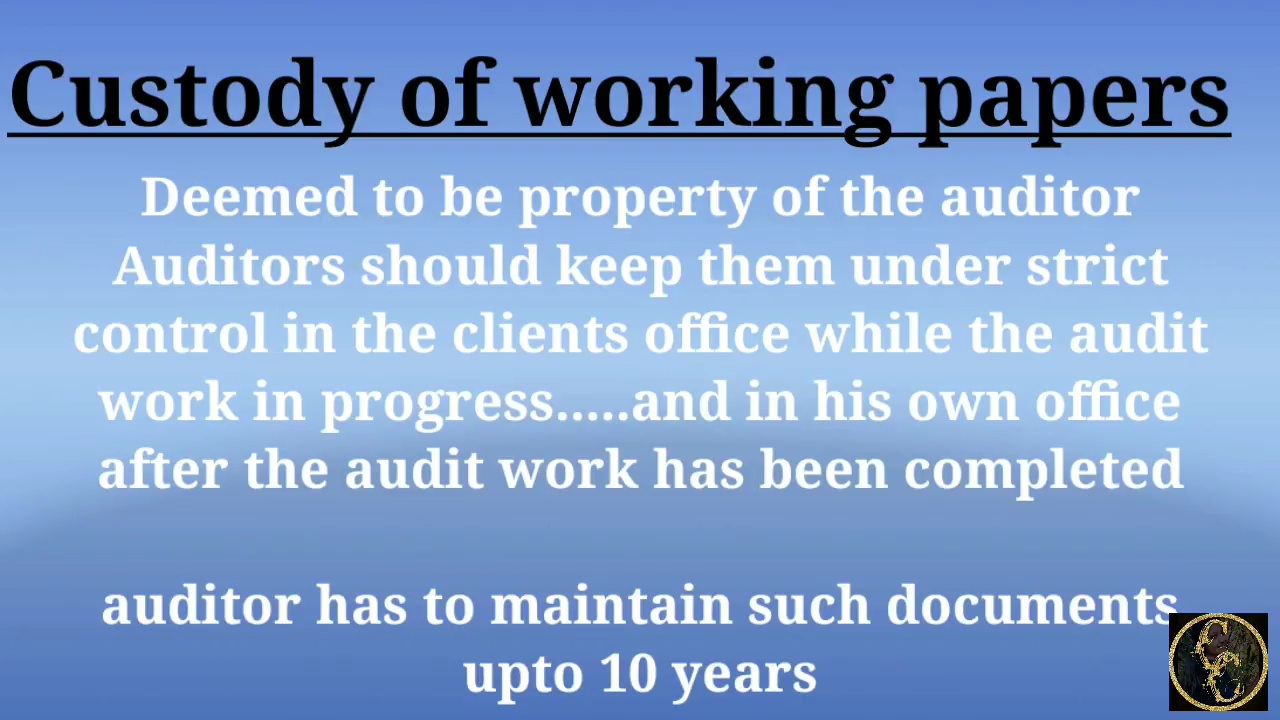 Custody of working papers
Deemed to be property of the auditor
Auditors should keep them under strict
control in the clients office while the audit
work in progress.....and in his own office
after the audit work has been completed
auditor has to maintain such documents
upto 10 years